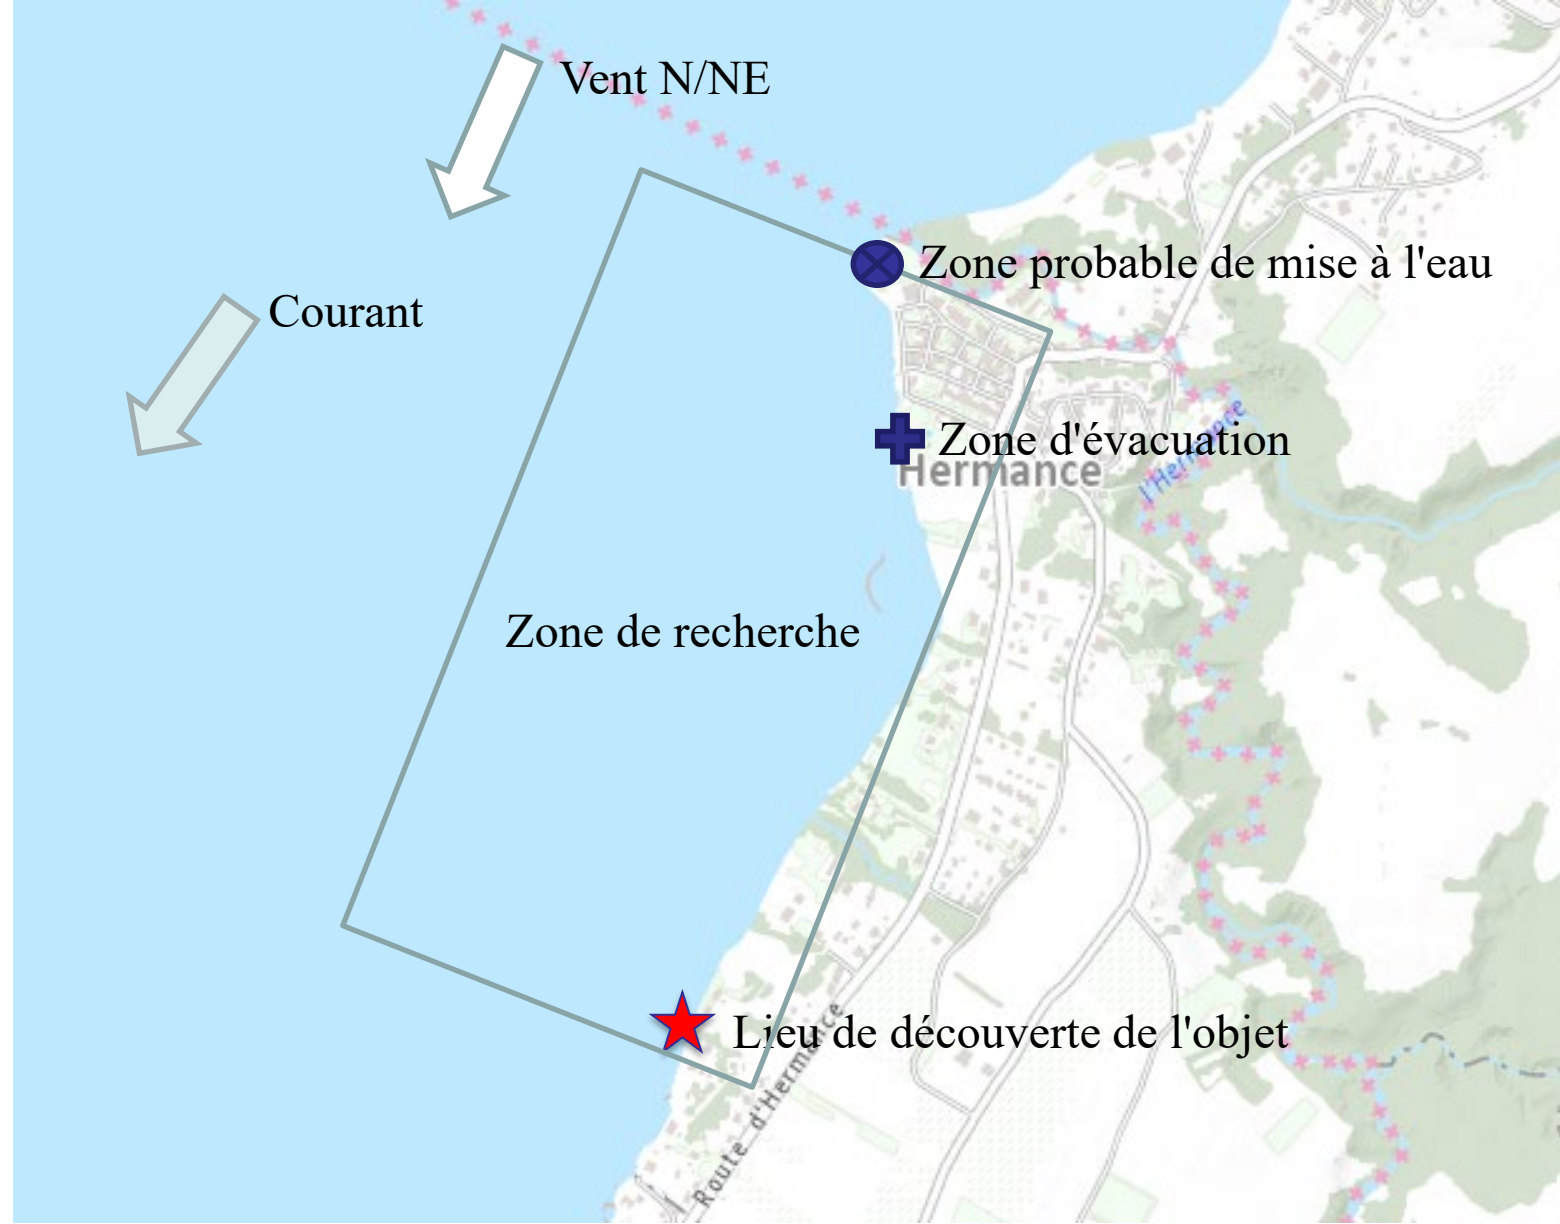 Vent N/NE
Zone probable de mise à l'eau
Courant
Zone d'évacuation
Hermance
l'Hermance
Zone de recherche
Lieu de découverte de l'objet
Route d'Hermance